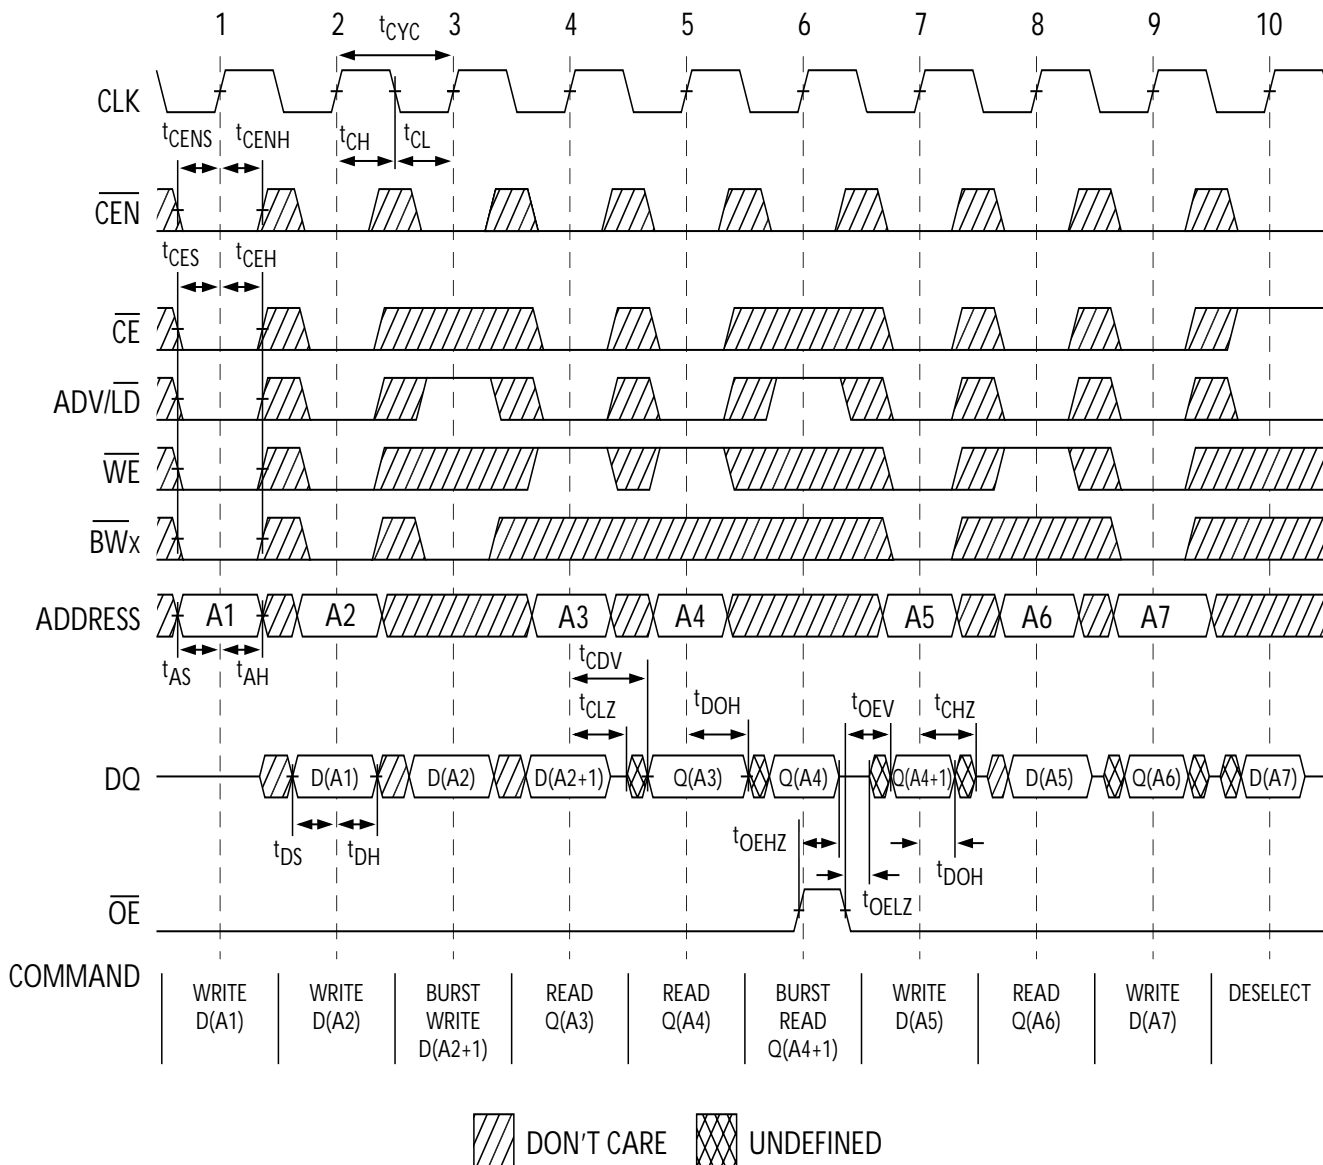 1 2 tCYC 3 4 5 6 7 8 9 10
CLK
tCENS tCENH tCH tCL
CEN
tCES tCEH
CE
ADV/LD
WE
BWx
ADDRESS A1 A2 A3 A4 A5 A6 A7
tAS tAH tCDV
tCLZ tDOH tOEV tCHZ
DQ D(A1) D(A2) D(A2+1) Q(A3) Q(A4) Q(A4+1) D(A5) Q(A6) D(A7)
tDS tDH tOEHZ tDOH
tOELZ
OE
COMMAND
WRITE WRITE BURST READ READ BURST WRITE READ WRITE DESELECT
D(A1) D(A2) WRITE Q(A3) Q(A4) READ D(A5) Q(A6) D(A7)
D(A2+1) Q(A4+1)
DON'T CARE UNDEFINED